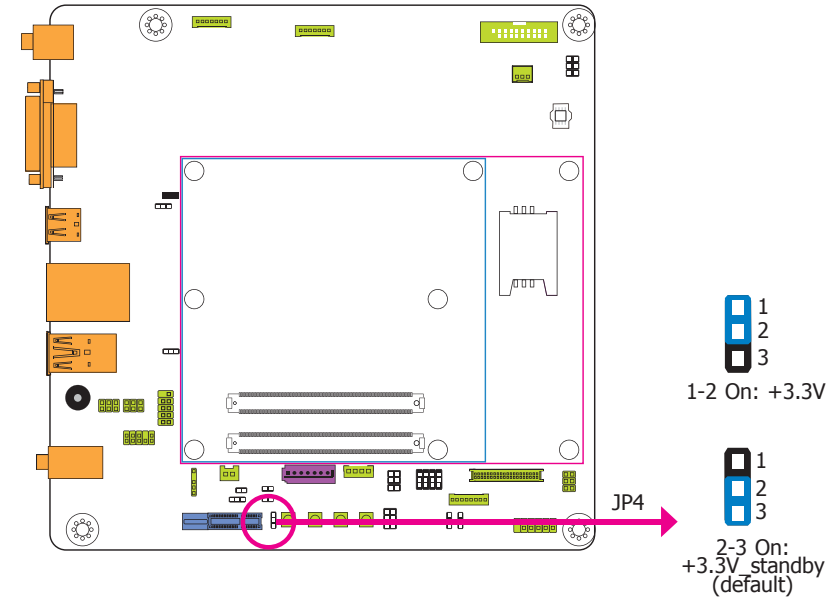 1
2
3
1-2 On: +3.3V
JP4
1
2
3
2-3 On:
+3.3V_standby
(default)